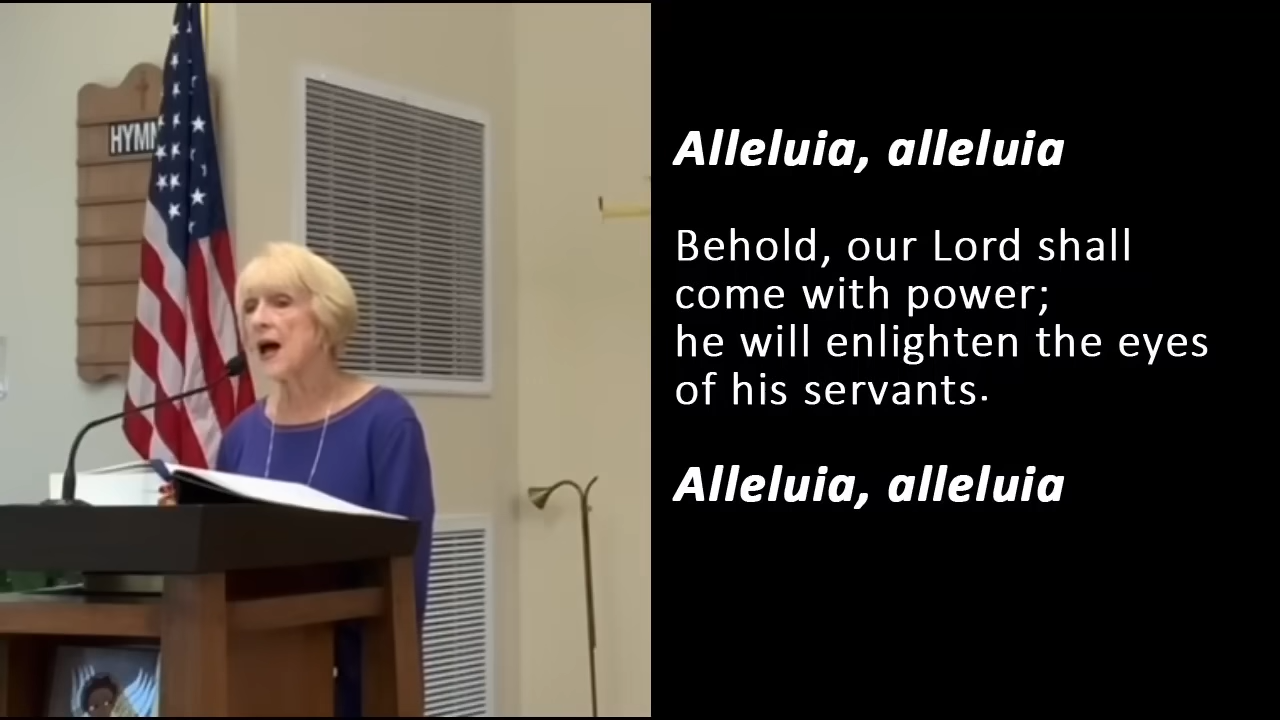 HYMN
Alleluia, alleluia
Behold, our Lord shall
come with power;
he will enlighten the eyes
of his servants.
Alleluia, alleluia